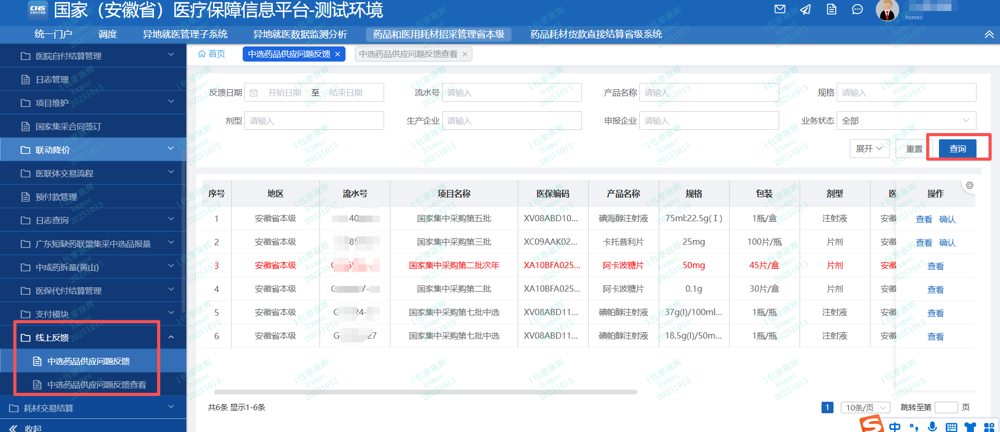 CHS
国家（安徽省）医疗保障信息平台-测试环境
hxmec
统一门户 调度 异地就医管理子系统 异地就医数据监测分析 药品和医用耗材招采管理省本级 药品耗材货款直接结算省级系统
医院自付结算管理
日志管理
项目维护
国家集采合同签订
联动降价
医联体交易流程
预付款管理
日志查询
广东短缺药联盟集采中选品报量
中成药拆量(黄山)
医保代付结算管理
支付模块
线上反馈
中选药品供应问题反馈
中选药品供应问题反馈查看
耗材交易结算
收起
首页 中选药品供应问题反馈 × 中选药品供应问题反馈查看 ×
反馈日期 开始日期 至 结束日期 流水号 请输入 产品名称 请输入 规格 请输入
剂型 请输入 生产企业 请输入 申报企业 请输入 业务状态 全部
展开 重置 查询
序号 地区 流水号 项目名称 医保编码 产品名称 规格 包装 剂型 医 操作
1 安徽省本级 40 国家集中采购第五批 XV08ABD10... 碘海醇注射液 75ml:22.5g(Ⅰ) 1瓶/盒 注射液 安徽 查看 确认
2 安徽省本级 85 国家集中采购第三批 XC09AAK02... 卡托普利片 25mg 100片/瓶 片剂 安徽 查看 确认
3 安徽省本级 国家集中采购第二批次年 XA10BFA025... 阿卡波糖片 50mg 45片/盒 片剂 安徽 查看
4 安徽省本级 G 7- 国家集中采购第二批 XA10BFA025... 阿卡波糖片 0.1g 30片/盒 片剂 安徽 查看
5 安徽省本级 G 24- 国家集中采购第七批中选 XV08ABD11... 碘帕醇注射液 37g(I)/100ml... 1瓶/瓶 注射液 安徽 查看
6 安徽省本级 G 27 国家集中采购第七批中选 XV08ABD11... 碘帕醇注射液 18.5g(I)/50m... 1瓶/瓶 注射液 安徽 查看
共6条 显示1-6条 1 10条/页 跳转至第 页
中
1包廖旗辉
hxmec
20251013